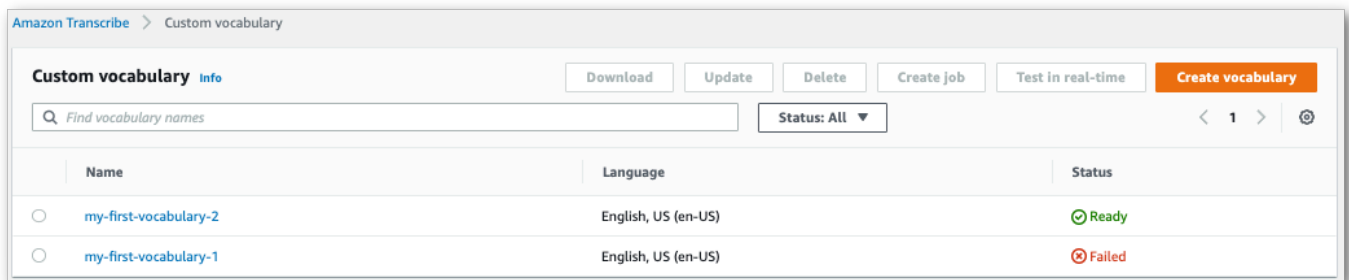 Amazon Transcribe > Custom vocabulary
Custom vocabulary Info Download Update Delete Create job Test in real-time Create vocabulary
Find vocabulary names Status: All ▼ < 1 >
Name Language Status
my-first-vocabulary-2 English, US (en-US) Ready
my-first-vocabulary-1 English, US (en-US) Failed